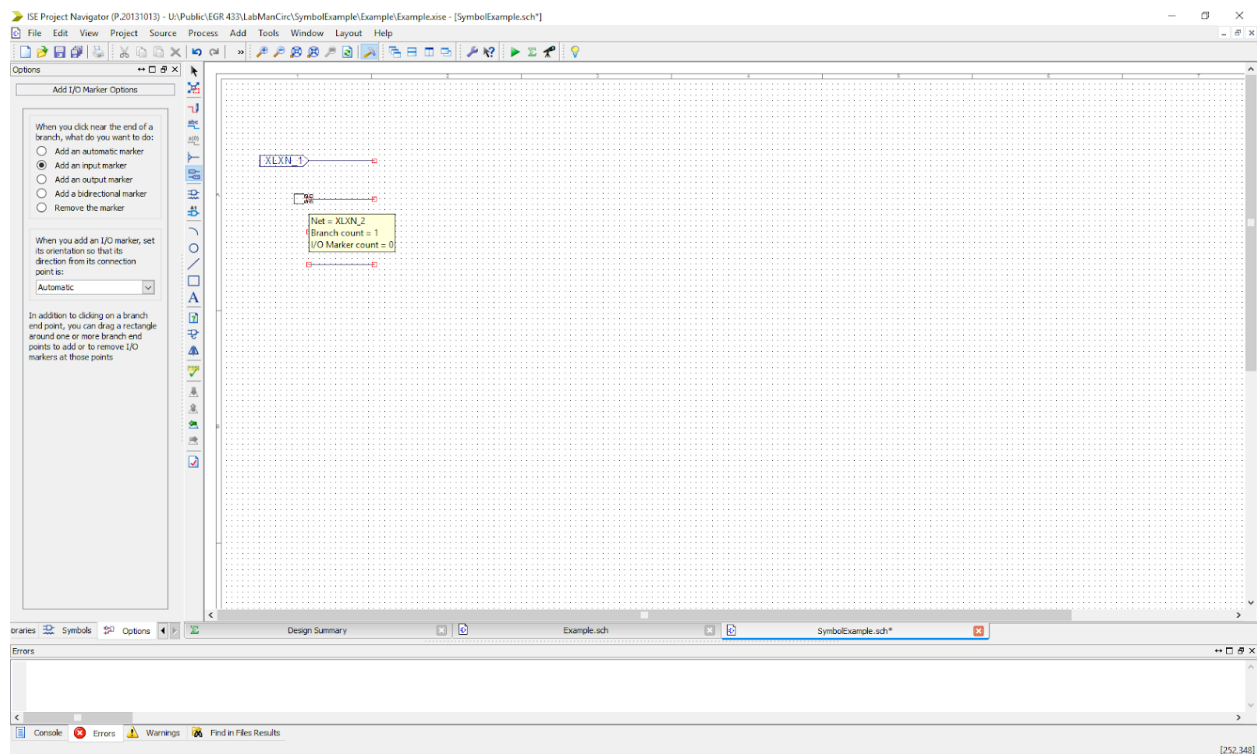 ISE Project Navigator (P.20131013) - U:\Public\EGR 433\LabManCirc\SymbolExample\Example\Example.xise - [SymbolExample.sch*]
File Edit View Project Source Process Add Tools Window Layout Help
Options
Add I/O Marker Options
When you click near the end of a
branch, what do you want to do:
Add an automatic marker
Add an input marker
Add an output marker
Add a bidirectional marker
Remove the marker
When you add an I/O marker, set
its orientation so that its
direction from its connection
point is:
Automatic
In addition to clicking on a branch
end point, you can drag a rectangle
around one or more branch end
points to add or to remove I/O
markers at those points
XLXN_1
Net = XLXN_2
Branch count = 1
I/O Marker count = 0
oraries Symbols Options
Design Summary
Example.sch
SymbolExample.sch*
Errors
Console Errors Warnings Find in Files Results
[252,348]